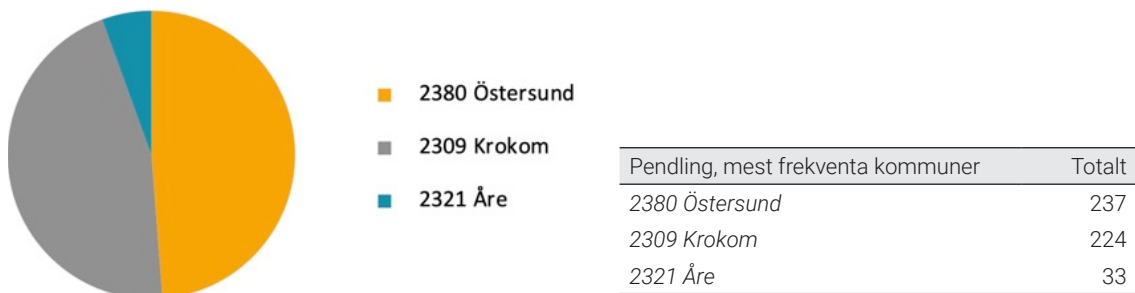 2380 Östersund
2309 Krokom
2321 Åre
Pendling, mest frekventa kommuner Totalt
2380 Östersund 237
2309 Krokom 224
2321 Åre 33